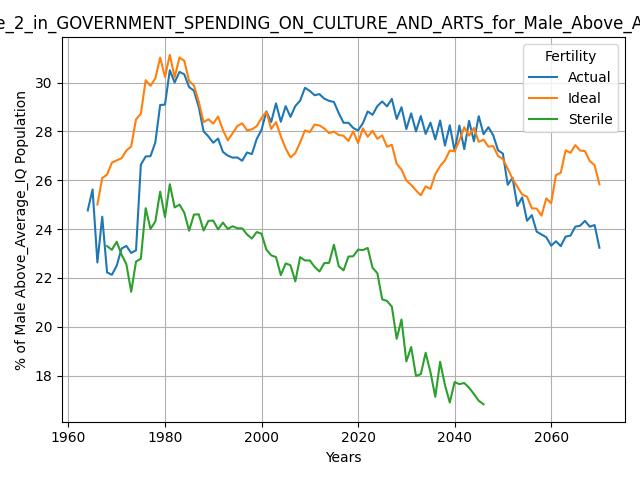 e_2_in_GOVERNMENT_SPENDING_ON_CULTURE_AND_ARTS_for_Male_Above_A
Fertility
Actual
Ideal
Sterile
% of Male Above_Average_IQ Population
30
28
26
24
22
20
18
1960
1980
2000
2020
2040
2060
Years